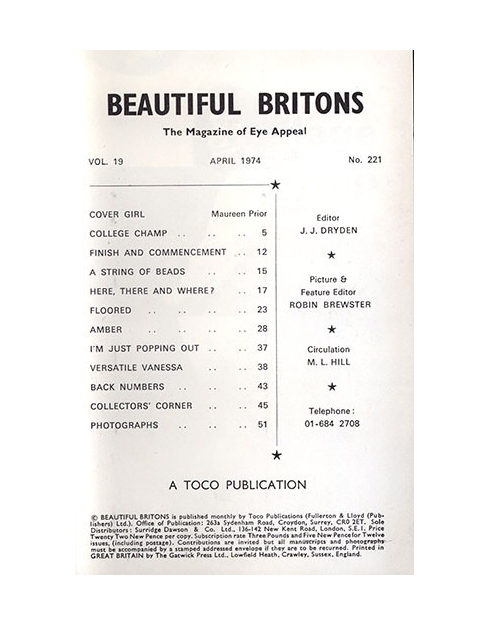 BEAUTIFUL BRITONS
The Magazine of Eye Appeal
VOL. 19 APRIL 1974 No. 221
COVER GIRL Maureen Prior
COLLEGE CHAMP .. .. .. 5
FINISH AND COMMENCEMENT .. 12
A STRING OF BEADS .. .. 15
HERE, THERE AND WHERE? .. 17
FLOORED .. .. .. .. 23
AMBER .. .. .. .. 28
I'M JUST POPPING OUT .. .. 37
VERSATILE VANESSA .. .. 38
BACK NUMBERS .. .. .. 43
COLLECTORS' CORNER .. .. 45
PHOTOGRAPHS .. .. .. 51
Editor
J. J. DRYDEN
Picture &
Feature Editor
ROBIN BREWSTER
Circulation
M. L. HILL
Telephone:
01-684 2708
A TOCO PUBLICATION
© BEAUTIFUL BRITONS is published monthly by Toco Publications (Fullerton & Lloyd (Pub-
lishers) Ltd.), Office of Publication: 263a Sydenham Road, Croydon, Surrey, CR0 2ET, Sole
Distributors: Surridge Dawson & Co. Ltd., 136-142 New Kent Road, London, S.E.1. Price
Twenty Two New Pence per copy. Subscription rate Three Pounds and Five New Pence for Twelve
issues, (including postage). Contributions are invited but all manuscripts and photographs
must be accompanied by a stamped addressed envelope if they are to be returned. Printed in
GREAT BRITAIN by The Gatwick Press Ltd., Lowfield Heath, Crawley, Sussex, England.